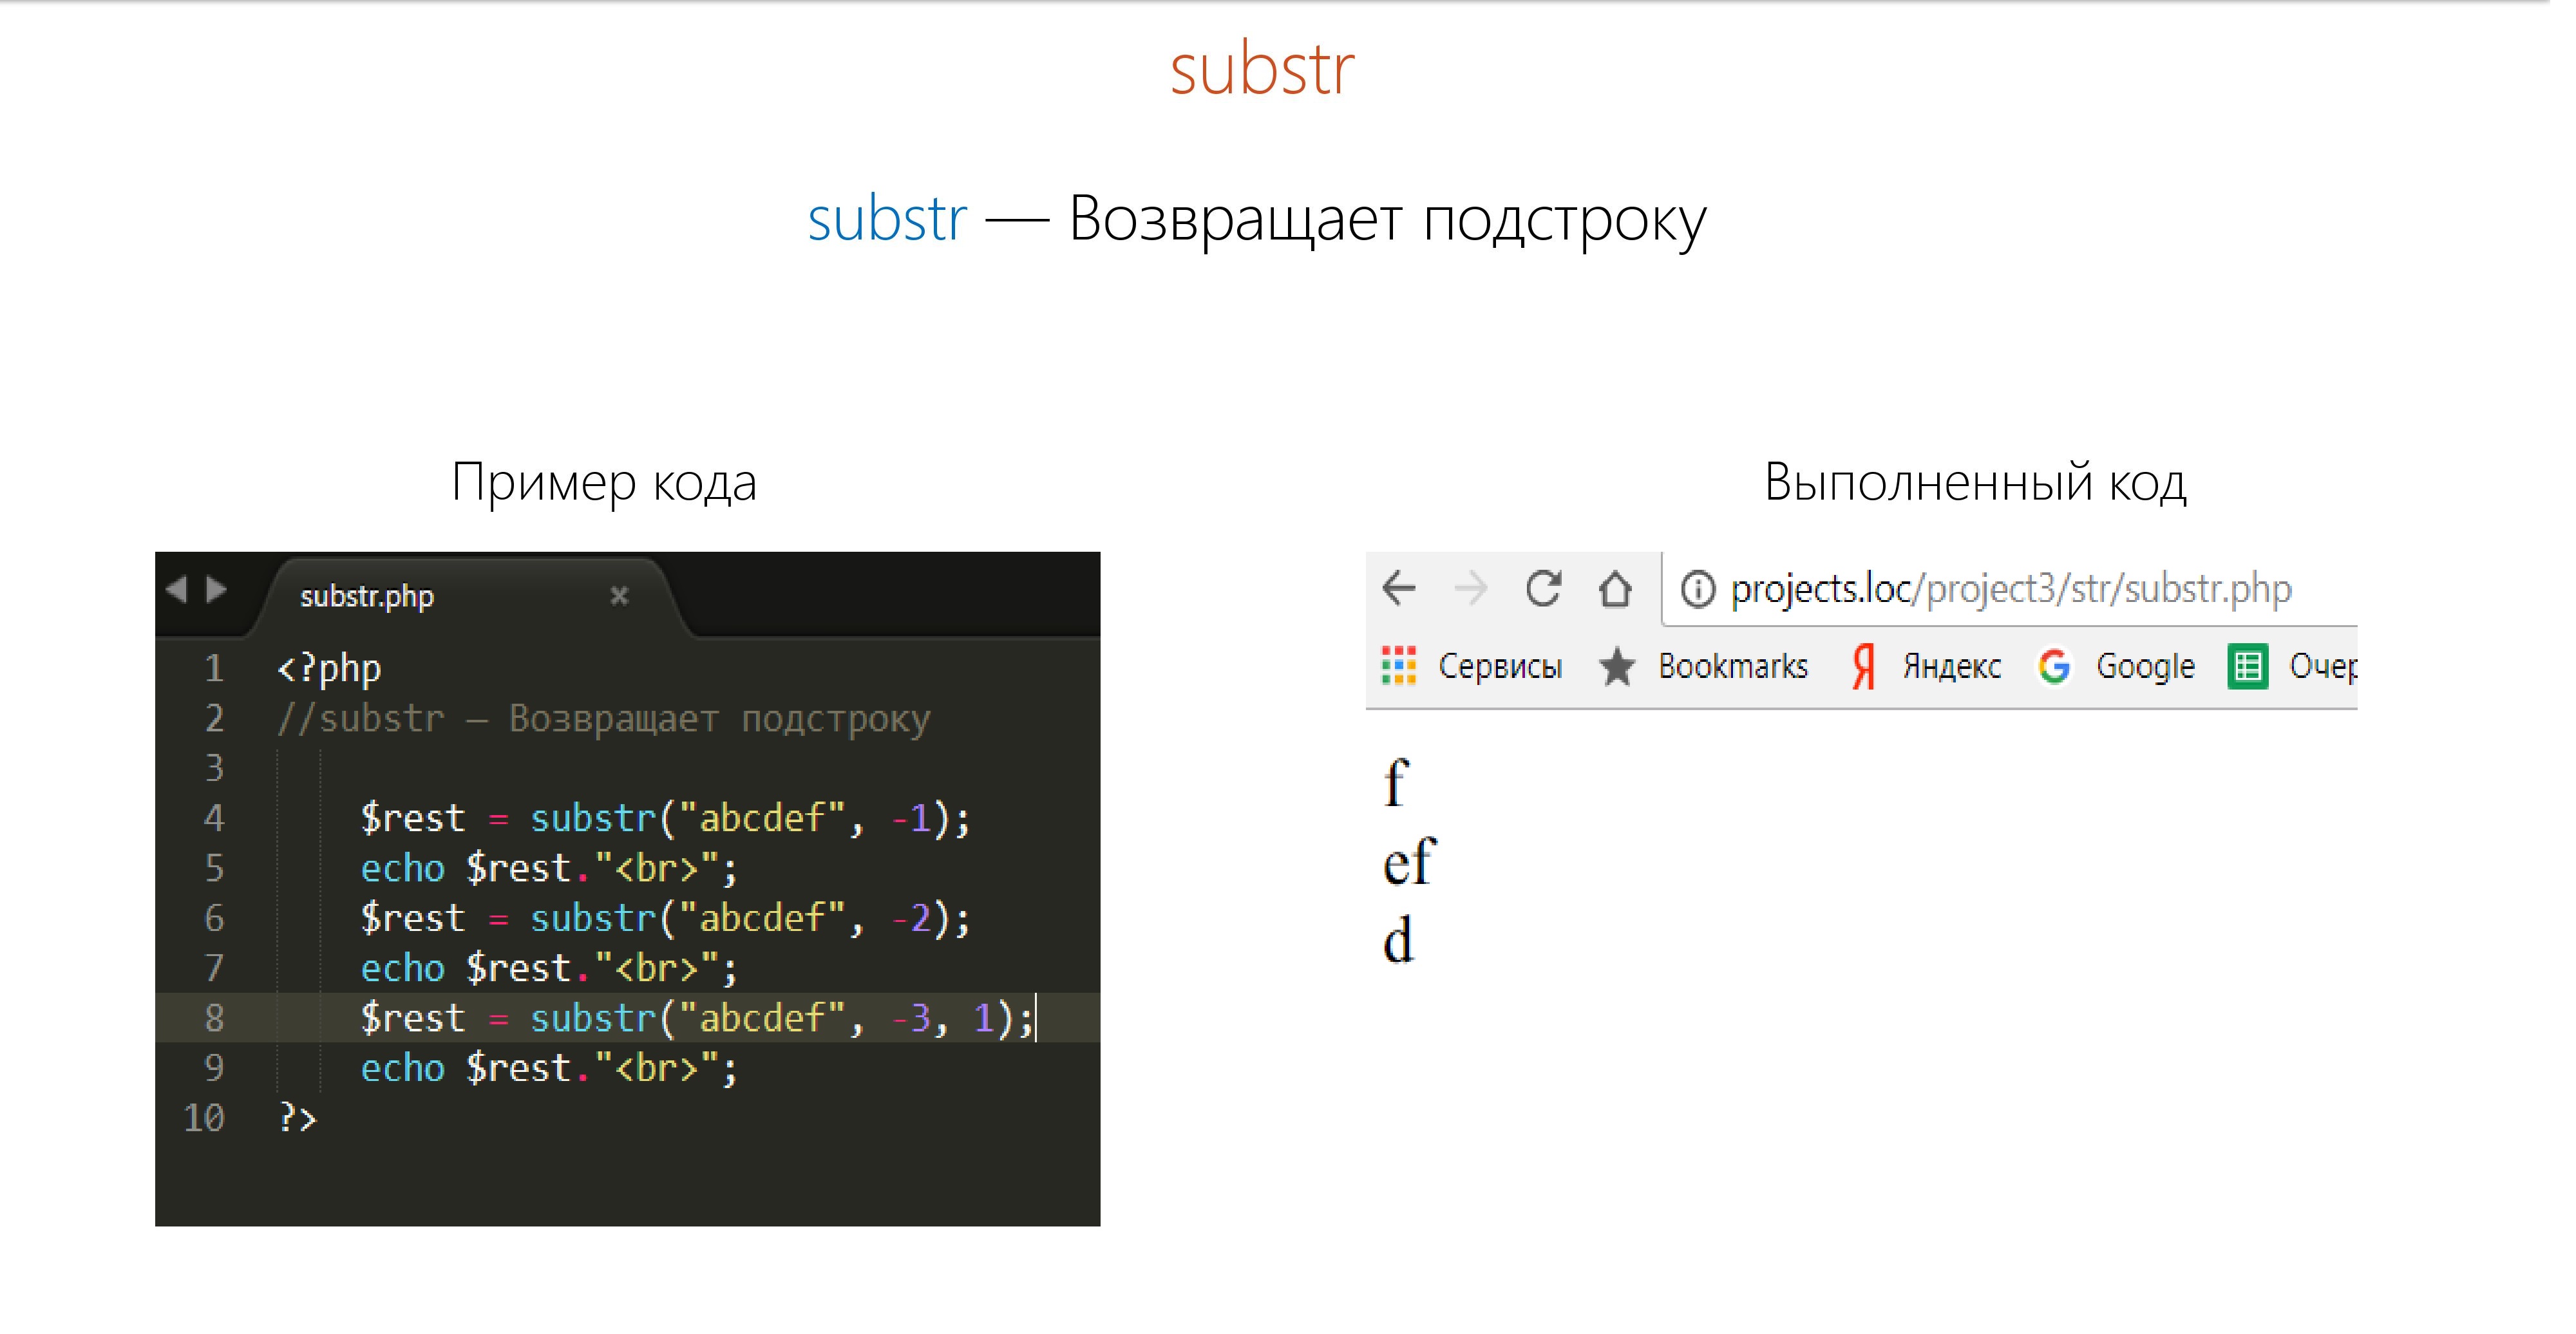 substr
substr — Возвращает подстроку
Пример кода
substr.php
1 <?php
2 //substr — Возвращает подстроку
3
4 $rest = substr("abcdef", -1);
5 echo $rest."<br>";
6 $rest = substr("abcdef", -2);
7 echo $rest."<br>";
8 $rest = substr("abcdef", -3, 1);
9 echo $rest."<br>";
10 ?>
Выполненный код
projects.loc/project3/str/substr.php
Сервисы Bookmarks Яндекс Google Очер
f
ef
d